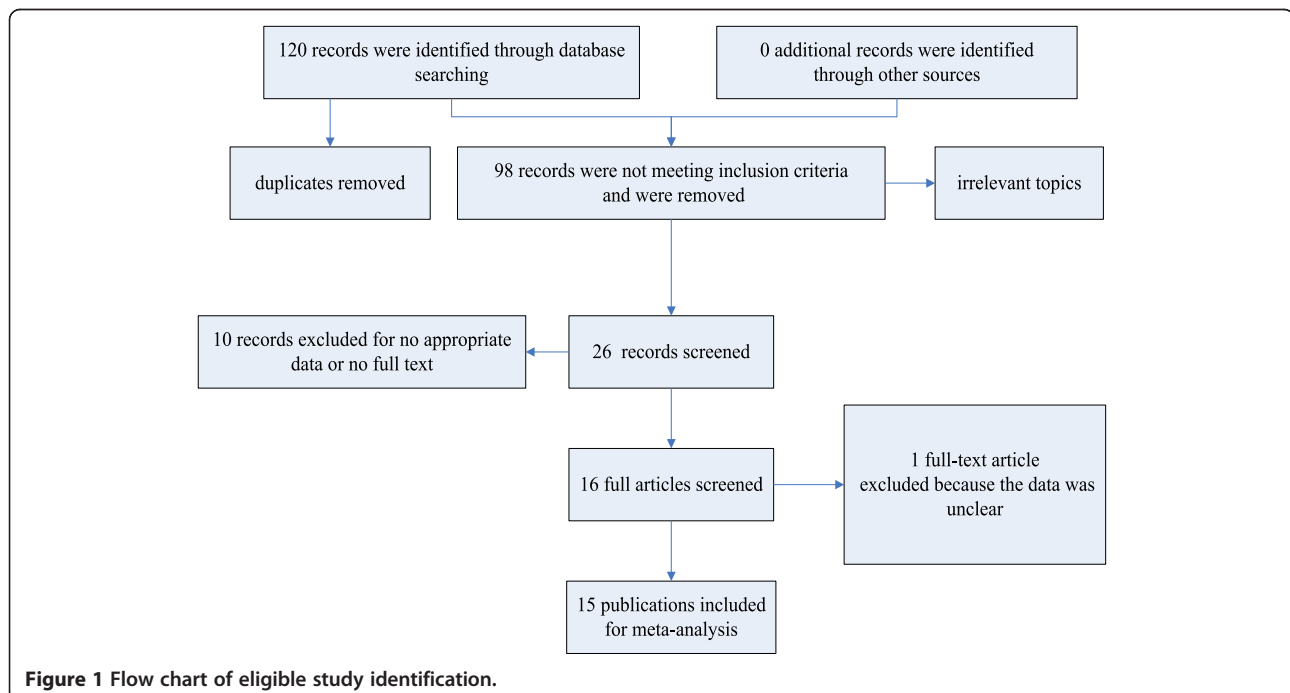 120 records were identified through database
searching
0 additional records were identified
through other sources
duplicates removed
98 records were not meeting inclusion criteria
and were removed
irrelevant topics
10 records excluded for no appropriate
data or no full text
26 records screened
16 full articles screened
1 full-text article
excluded because the data was
unclear
15 publications included
for meta-analysis
Figure 1 Flow chart of eligible study identification.